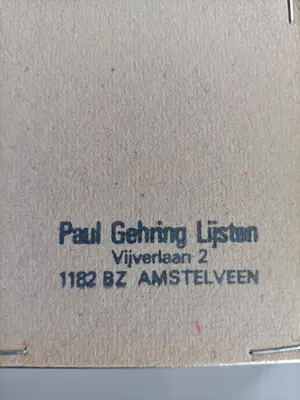 Paul Gehring Lijsten
Vijverlaan 2
1182 BZ AMSTELVEEN